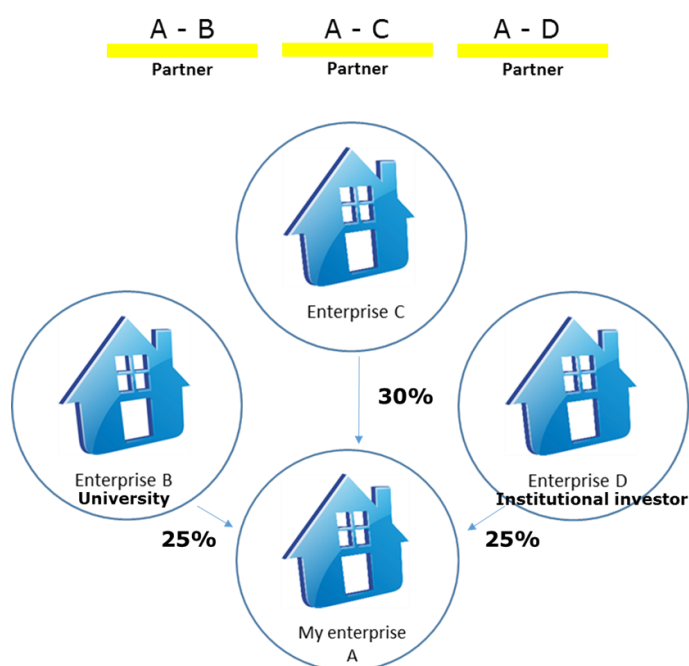 A - B
A - C
A - D
Partner
Partner
Partner
Enterprise C
30%
Enterprise B
University
Enterprise D
Institutional investor
25%
25%
My enterprise
A